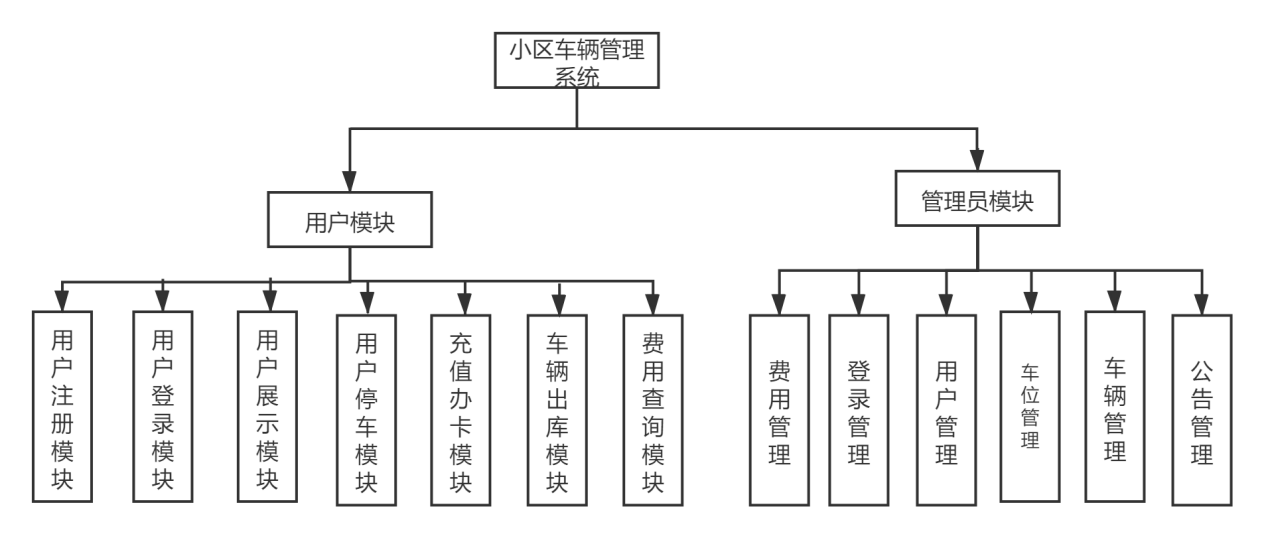 小区车辆管理
系统
用户模块
管理员模块
用户注册模块
用户登录模块
用户展示模块
用户停车模块
充值办卡模块
车辆出库模块
费用查询模块
费用管理
登录管理
用户管理
车位管理
车辆管理
公告管理